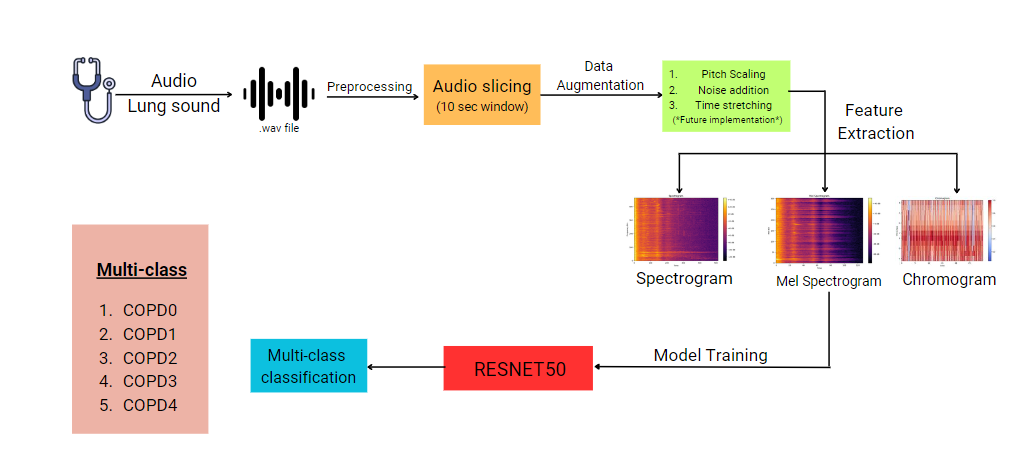 Audio
Lung sound
.wav file
Preprocessing
Audio slicing
(10 sec window)
Data
Augmentation
1. Pitch Scaling
2. Noise addition
3. Time stretching
(*Future implementation*)
Feature
Extraction
Spectrogram
Mel Spectrogram
Chromogram
Model Training
RESNET50
Multi-class
classification
Multi-class
1. COPD0
2. COPD1
3. COPD2
4. COPD3
5. COPD4